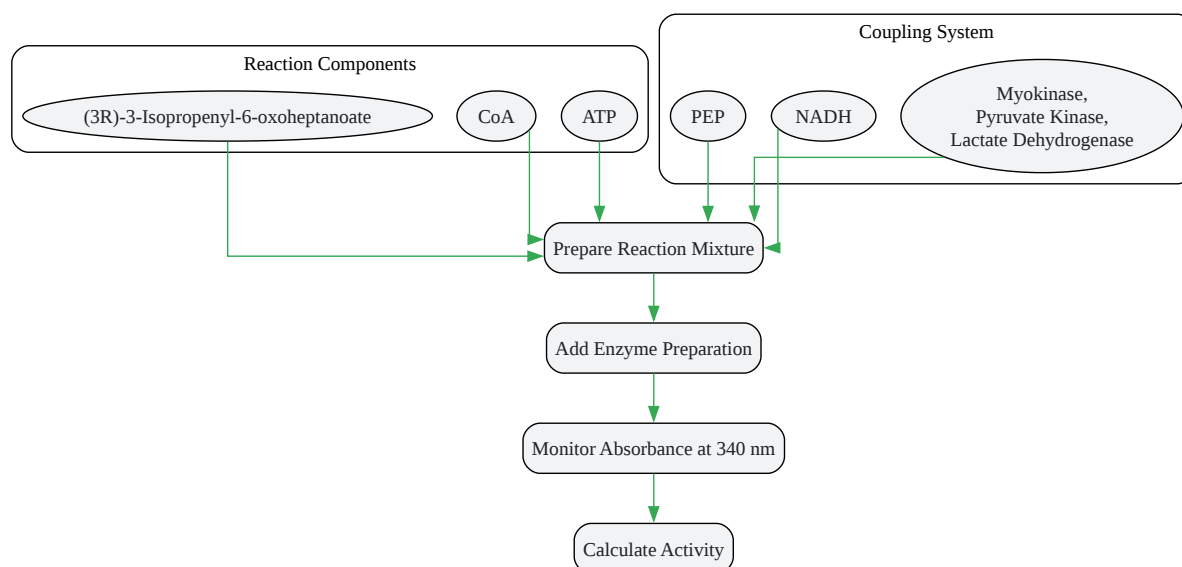 Coupling System
Reaction Components
(3R)-3-Isopropenyl-6-oxoheptanoate
CoA
ATP
PEP
NADH
Myokinase,
Pyruvate Kinase,
Lactate Dehydrogenase
Prepare Reaction Mixture
Add Enzyme Preparation
Monitor Absorbance at 340 nm
Calculate Activity